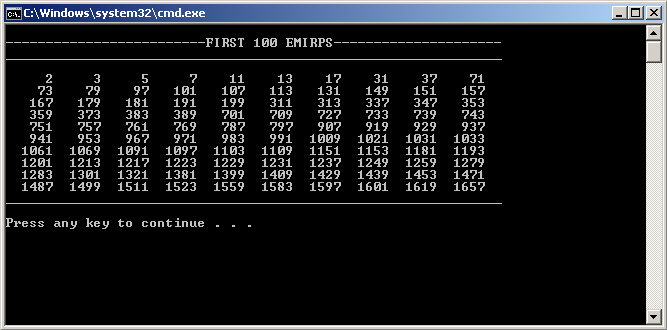 C:\Windows\system32\cmd.exe
--------------------------FIRST 100 EMIRPS----------------------
2 3 5 7 11 13 17 31 37 71
73 79 97 101 107 113 131 149 151 157
167 179 181 191 199 311 313 337 347 353
359 373 383 389 701 709 727 733 739 743
751 757 761 769 787 797 907 919 929 937
941 953 967 971 983 991 1009 1021 1031 1033
1061 1069 1091 1097 1103 1109 1151 1153 1181 1193
1201 1213 1217 1223 1229 1231 1237 1249 1259 1279
1283 1301 1321 1381 1399 1409 1429 1439 1453 1471
1487 1499 1511 1523 1559 1583 1597 1601 1619 1657
Press any key to continue . . .